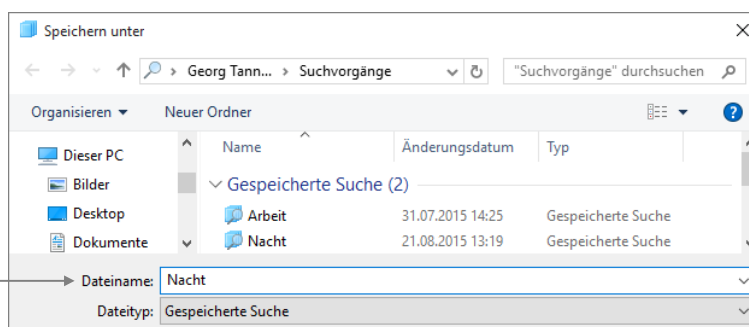 Speichern unter
Georg Tann... > Suchvorgänge "Suchvorgänge" durchsuchen
Organisieren Neuer Ordner ?
Dieser PC Name Änderungsdatum Typ
Bilder Gespeicherte Suche (2)
Desktop Arbeit 31.07.2015 14:25 Gespeicherte Suche
Dokumente Nacht 21.08.2015 13:19 Gespeicherte Suche
Dateiname: Nacht
Dateityp: Gespeicherte Suche